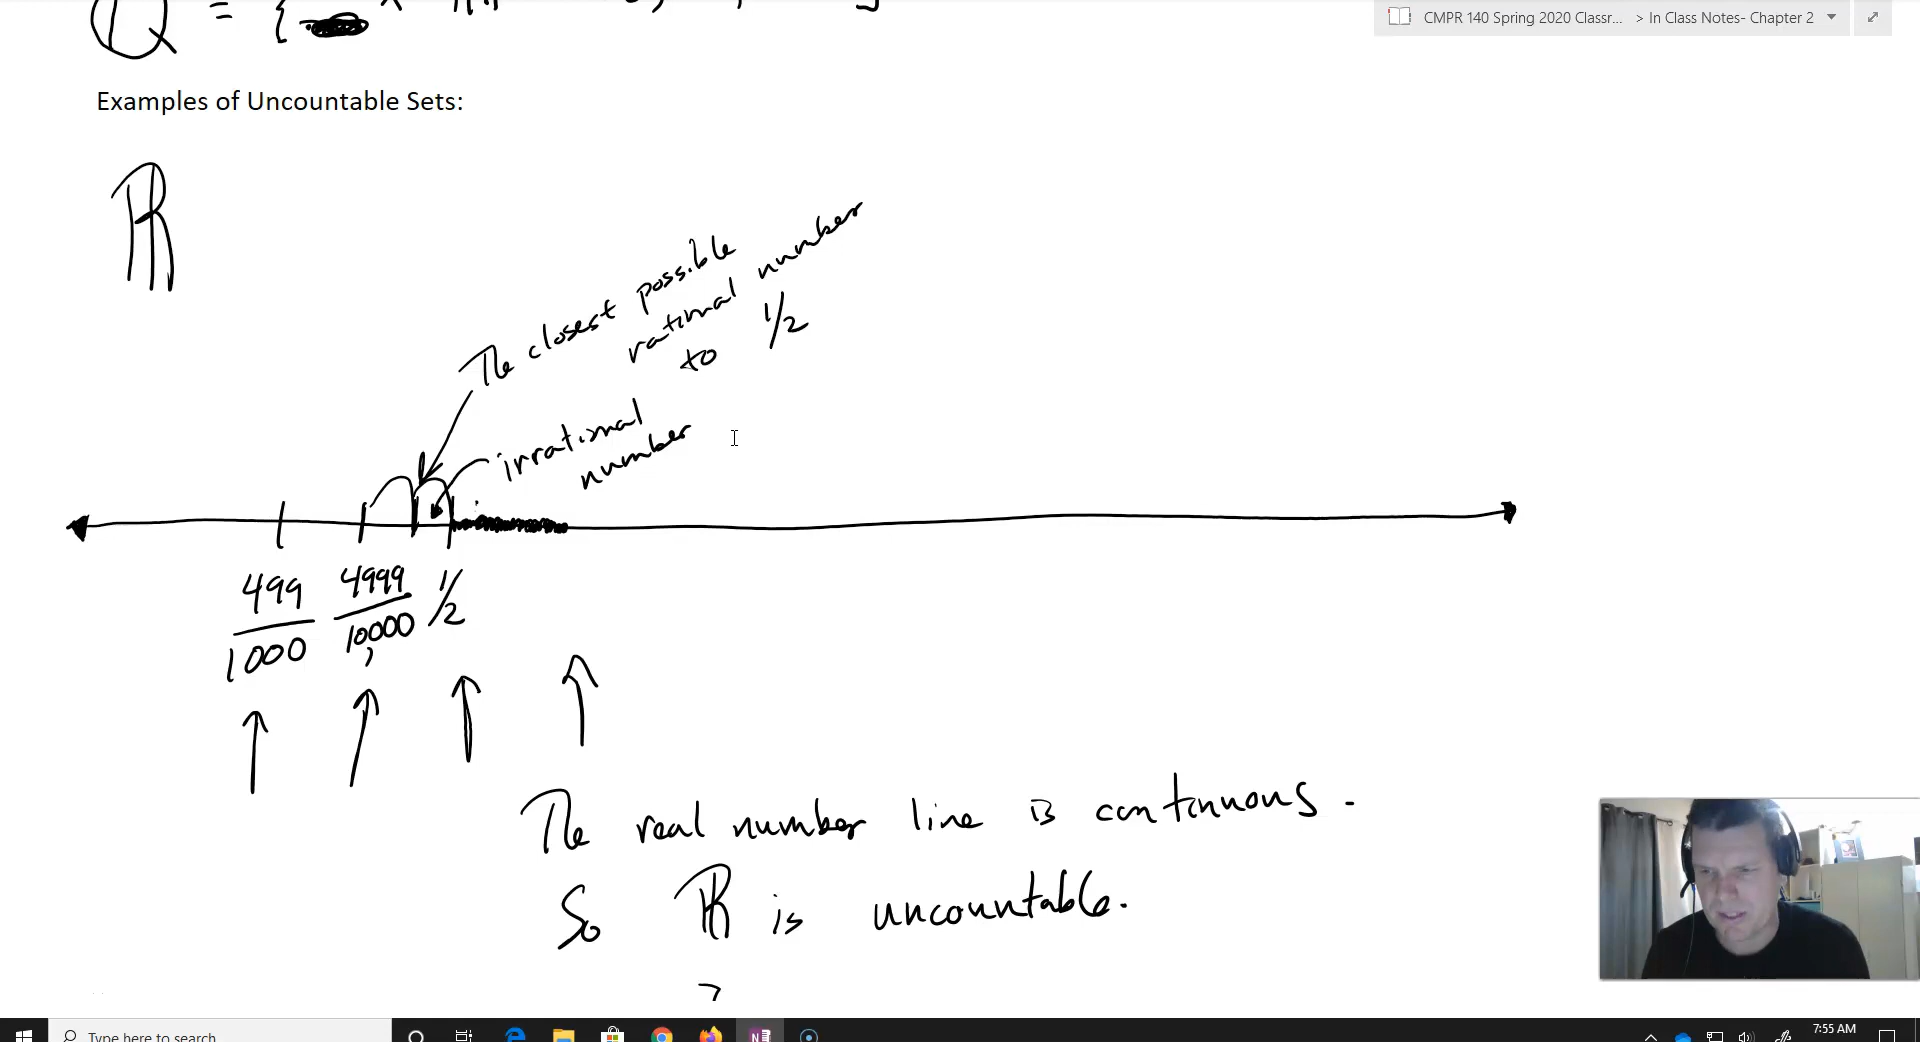 CMPR 140 Spring 2020 Classr... > In Class Notes- Chapter 2
Q = {
Examples of Uncountable Sets:
ℝ
The closest possible
rational number
to 1/2
irrational
number
499/1000 4999/10,000 1/2
The real number line is continuous.
So ℝ is uncountable.
Type here to search
7:55 AM